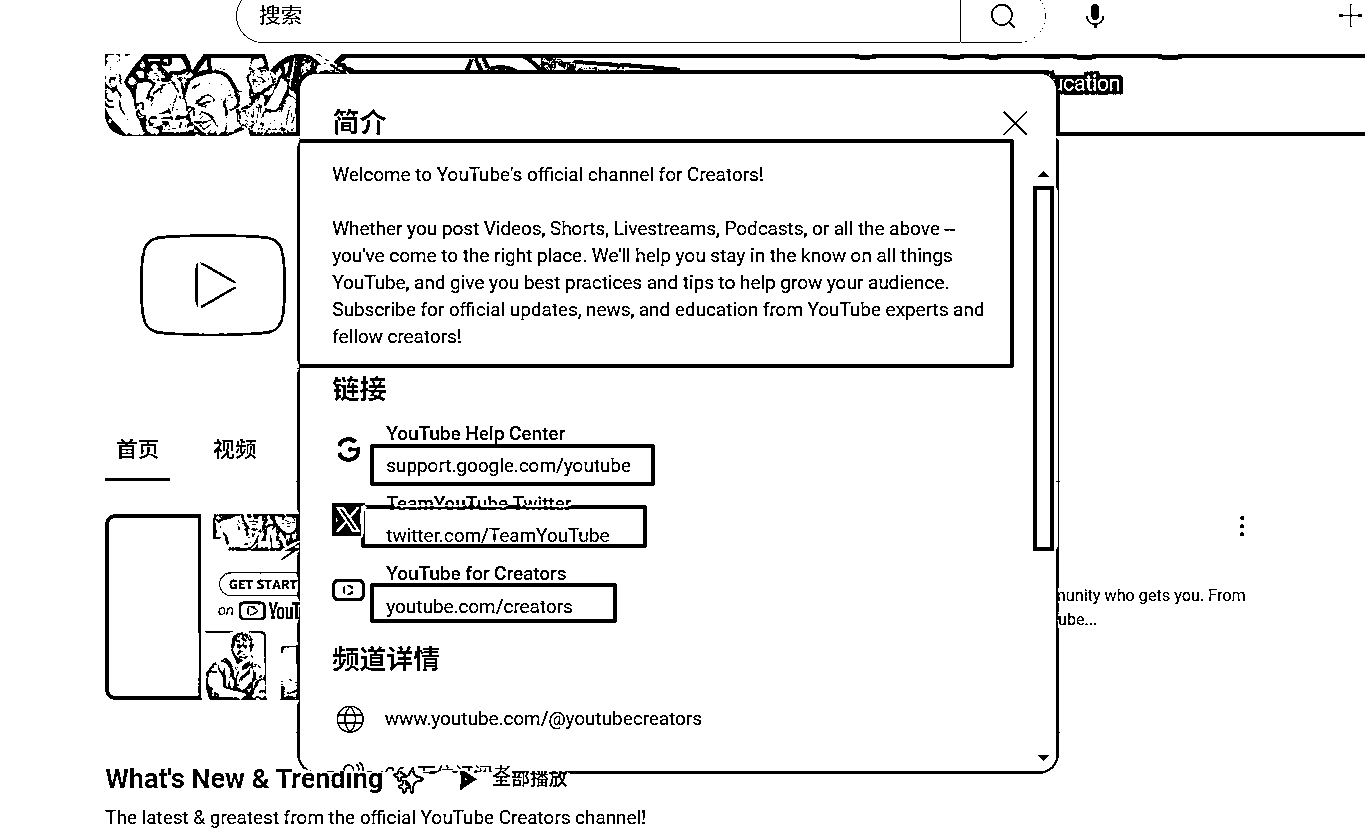 搜索
ucation
简介
Welcome to YouTube's official channel for Creators!
Whether you post Videos, Shorts, Livestreams, Podcasts, or all the above –
you've come to the right place. We'll help you stay in the know on all things
YouTube, and give you best practices and tips to help grow your audience.
Subscribe for official updates, news, and education from YouTube experts and
fellow creators!
链接
YouTube Help Center
support.google.com/youtube
TeamYouTube Twitter
twitter.com/TeamYouTube
YouTube for Creators
youtube.com/creators
首页 视频
GET START
on YouT
munity who gets you. From
ube...
频道详情
www.youtube.com/@youtubecreators
What's New & Trending 全部播放
The latest & greatest from the official YouTube Creators channel!